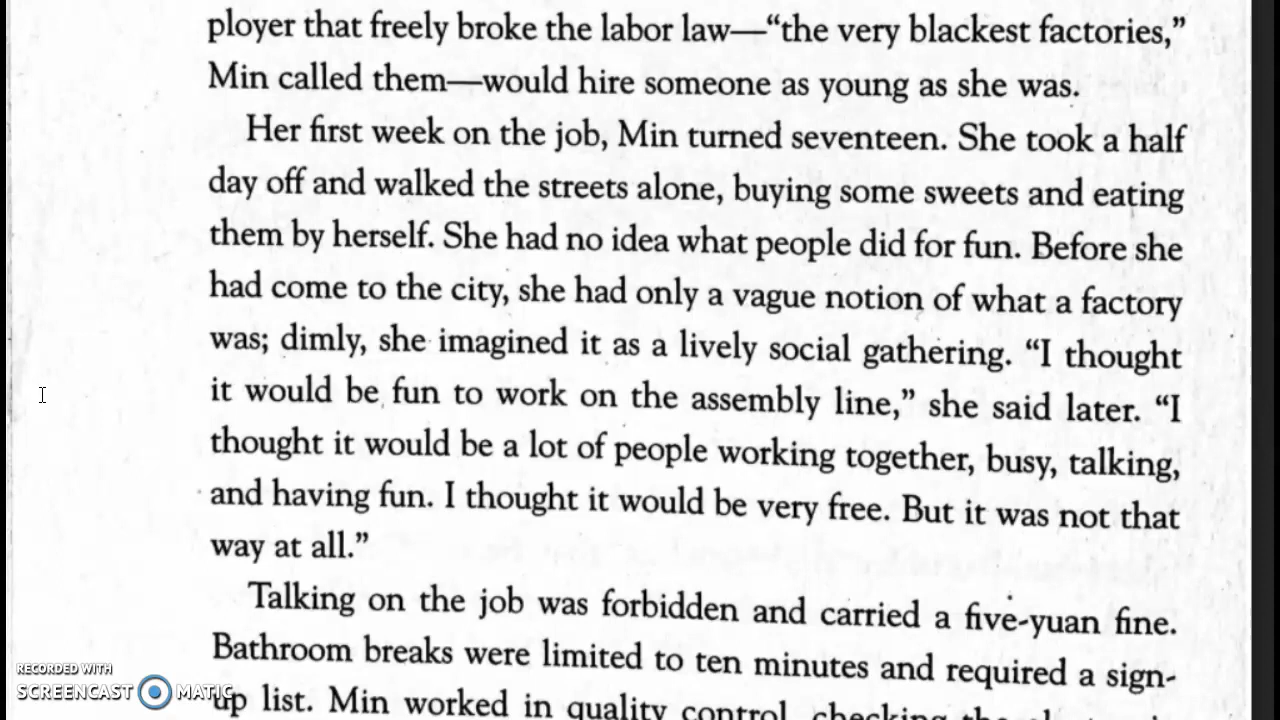 ployer that freely broke the labor law—“the very blackest factories,”
Min called them—would hire someone as young as she was.
Her first week on the job, Min turned seventeen. She took a half
day off and walked the streets alone, buying some sweets and eating
them by herself. She had no idea what people did for fun. Before she
had come to the city, she had only a vague notion of what a factory
was; dimly, she imagined it as a lively social gathering. “I thought
it would be fun to work on the assembly line,” she said later. “I
thought it would be a lot of people working together, busy, talking,
and having fun. I thought it would be very free. But it was not that
way at all.”
Talking on the job was forbidden and carried a five-yuan fine.
Bathroom breaks were limited to ten minutes and required a sign-
up list. Min worked in quality control, checking the
RECORDED WITH
SCREENCAST MATIC